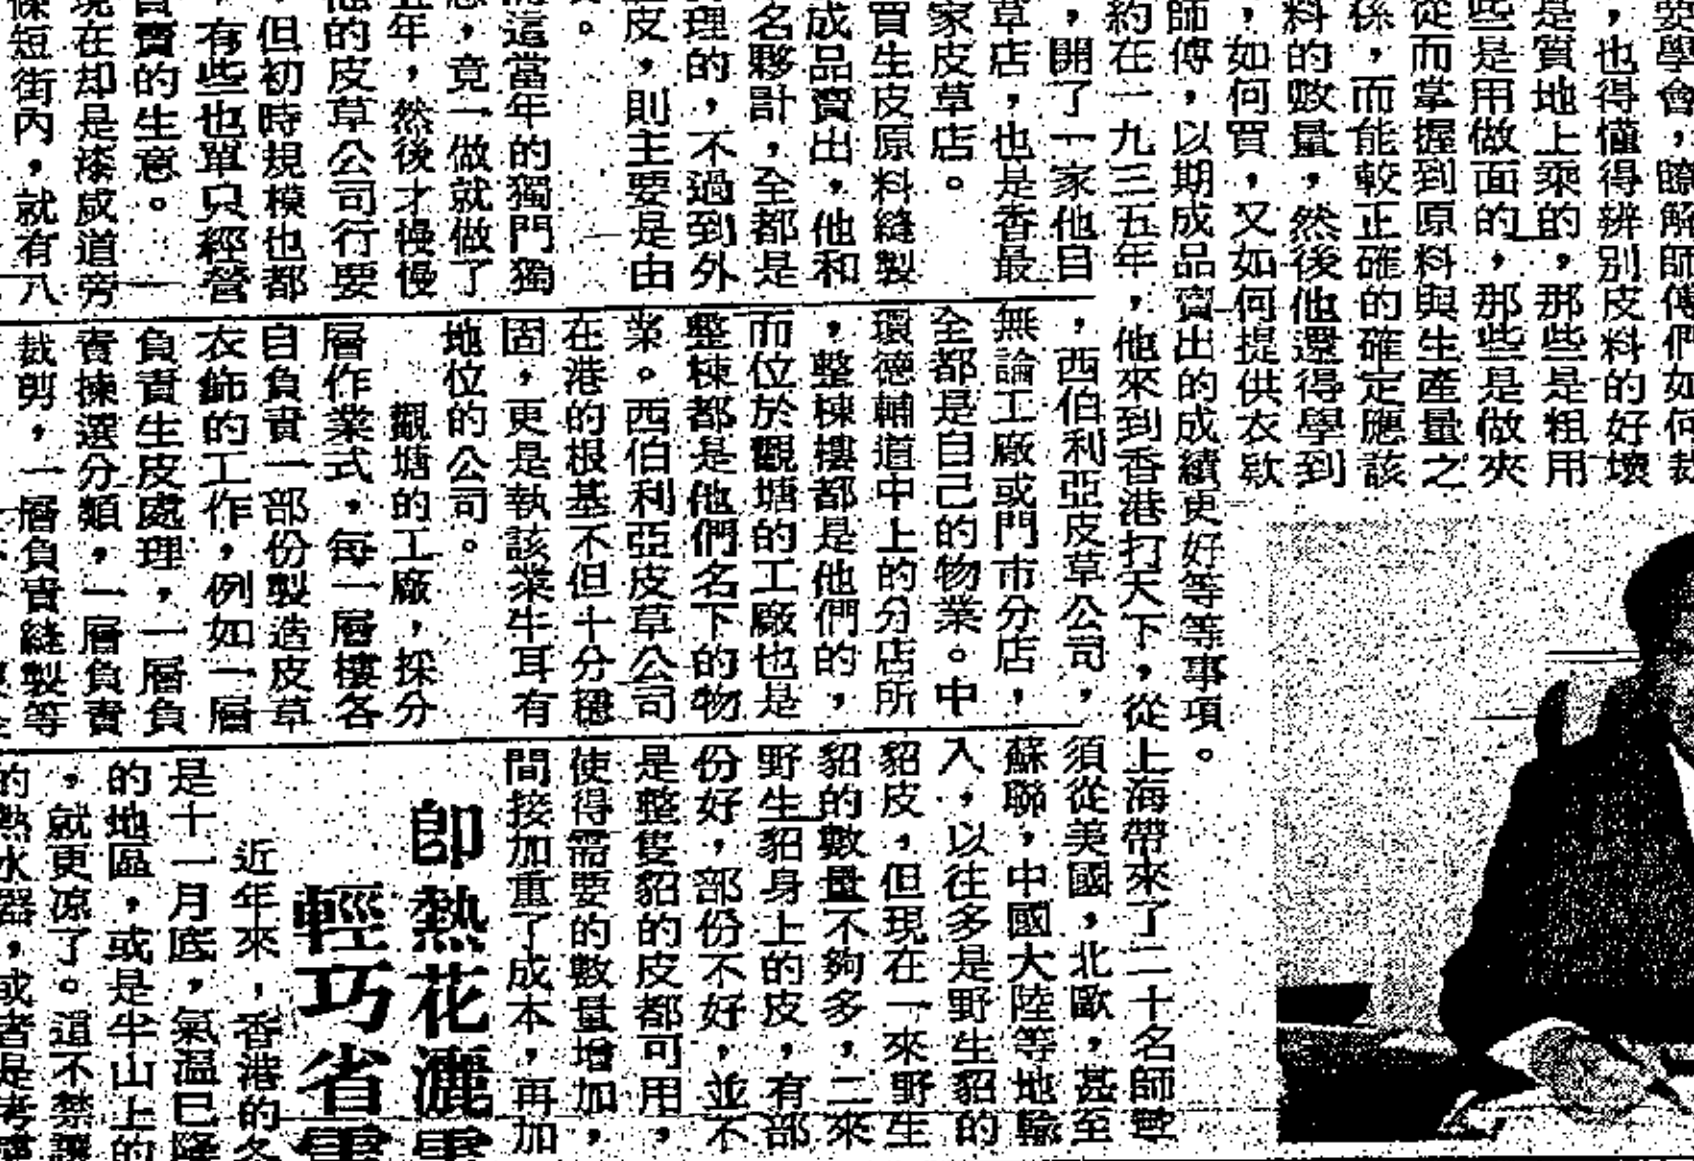 要學會，瞭解師傅們如何裁
，也得懂得辨别皮料的好壞
是質地上乘的，那些是粗用
些是用做面的，那些是做夾
從而掌握到原料與生產量之
係，而能較正確的確定應該
料的數量，然後他還得學到
，如何買，又如何提供衣款
師傅，以期成品賣出的成績更好等等事項。
約在一九三五年，他來到香港打天下，從上海帶來了二十名師傅
，開了一家他自
草店，也是香最
家皮草店。
買生皮原料縫製
成品賣出，他和
名夥計，全都是
理的，不過到外
皮，則主要是由
。
這當年的獨門獨
意，竟一做就做了
五年，然後才慢慢
他的皮草公司行要
但初時規模也都
，有些也單只經營
買賣的生意。
現在却是漆咸道旁
條短街內，就有八
，西伯利亞皮草公司，
無論工廠或門市分店，
全都是自己的物業。中
環德輔道中上的分店所
，整棟樓都是他們的，
而位於觀塘的工廠也是
整棟都是他們名下的物
業。西伯利亞皮草公司
在港的根基不但十分穩
固，更是執該業牛耳有
地位的公司。
觀塘的工廠，採分
層作業式，每一層樓各
自負責一部份製造皮草
衣飾的工作，例如一層
負責生皮處理，一層負
責揀選分類，一層負責
裁剪，一層負責縫製等
須從美國，北歐，甚至
蘇聯，中國大陸等地輸
入，以往多是野生貂的
貂皮，但現在一來野生
貂的數量不夠多，二來
野生貂身上的皮，有部
份好，部份不好，並不
是整隻貂的皮都可用，
使得需要的數量增加，
間接加重了成本，再加
即熱花灑電
輕巧省電
近年來，香港的冬
是十一月底，氣温已降
的地區，或是半山上的
，就更凉了。這不禁讓
的熱水器，或者是考慮